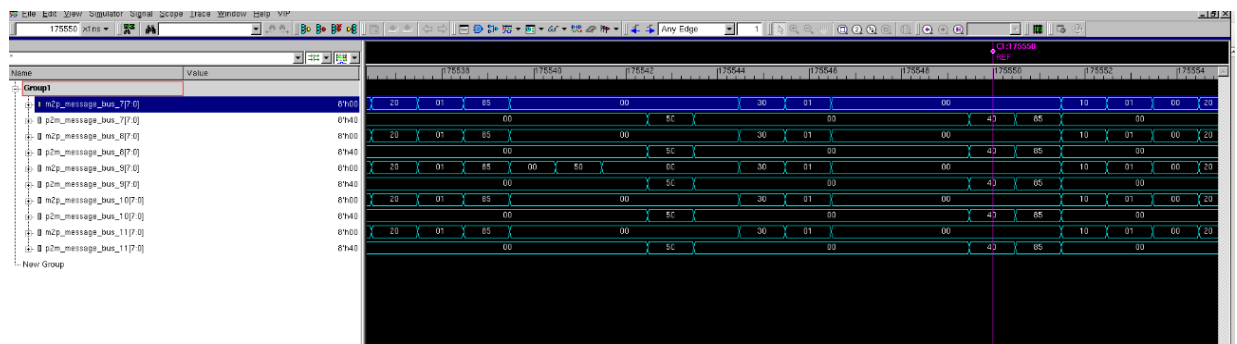 File Edit View Simulator Signal Scope Trace Window Help VIP
175550 x1ns Any Edge 1
C1:175550
REF
Name Value
175538 175540 175542 175544 175546 175548 175550 175552 175554
Group1
m2p_message_bus_7[7:0] 8'h00 20 01 85 00 30 01 00 10 01 00 20
p2m_message_bus_7[7:0] 8'h40 00 50 00 40 85 00
m2p_message_bus_8[7:0] 8'h00 20 01 85 00 30 01 00 10 01 00 20
p2m_message_bus_8[7:0] 8'h40 00 50 00 40 85 00
m2p_message_bus_9[7:0] 8'h00 20 01 85 00 50 00 30 01 00 10 01 00 20
p2m_message_bus_9[7:0] 8'h40 00 50 00 40 85 00
m2p_message_bus_10[7:0] 8'h00 20 01 85 00 30 01 00 10 01 00 20
p2m_message_bus_10[7:0] 8'h40 00 50 00 40 85 00
m2p_message_bus_11[7:0] 8'h00 20 01 85 00 30 01 00 10 01 00 20
p2m_message_bus_11[7:0] 8'h40 00 50 00 40 85 00
New Group